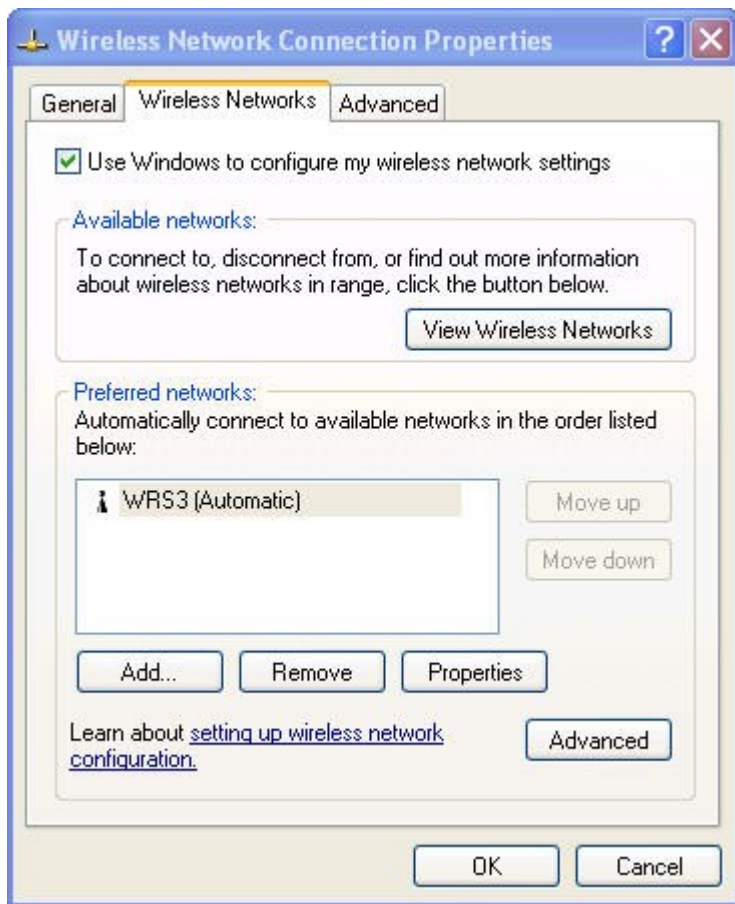 Wireless Network Connection Properties
General Wireless Networks Advanced
Use Windows to configure my wireless network settings
Available networks:
To connect to, disconnect from, or find out more information
about wireless networks in range, click the button below.
View Wireless Networks
Preferred networks:
Automatically connect to available networks in the order listed
below:
WRS3 (Automatic)
Move up
Move down
Add... Remove Properties
Learn about setting up wireless network
configuration.
Advanced
OK Cancel